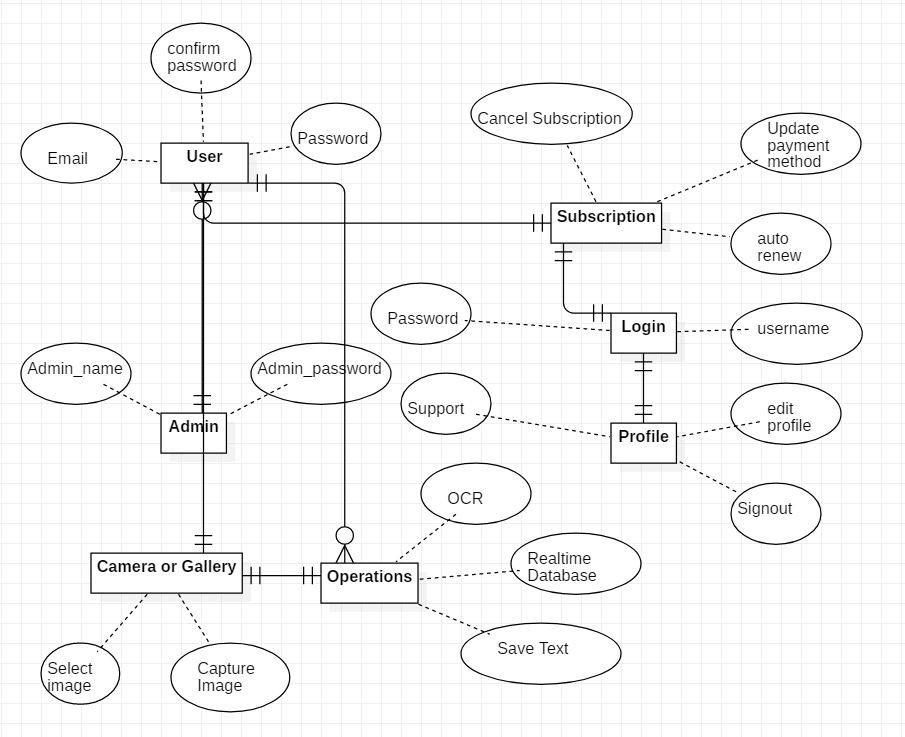 confirm
password
Password
Email
User
Cancel Subscription
Update
payment
method
Subscription
auto
renew
Password
Login
username
Admin_name
Admin_password
Support
edit
profile
Admin
Profile
OCR
Signout
Camera or Gallery
Operations
Realtime
Database
Save Text
Select
image
Capture
Image